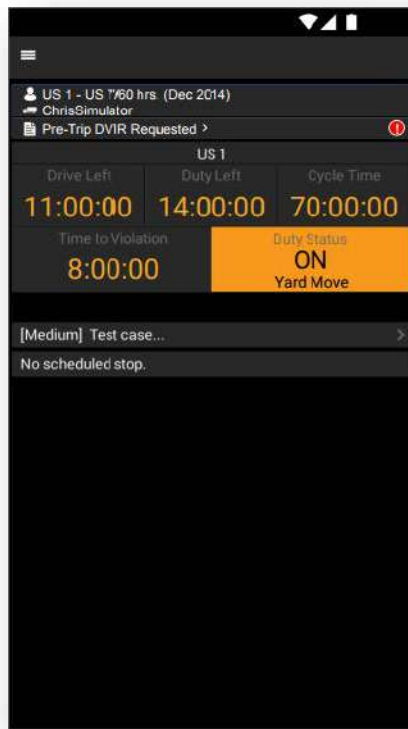 US 1 - US 7/60 hrs. (Dec 2014)
ChrisSimulator
Pre-Trip DVIR Requested >
US 1
Drive Left Duty Left Cycle Time
11:00:00 14:00:00 70:00:00
Time to Violation Duty Status
8:00:00 ON
Yard Move
[Medium] Test case...
No scheduled stop.